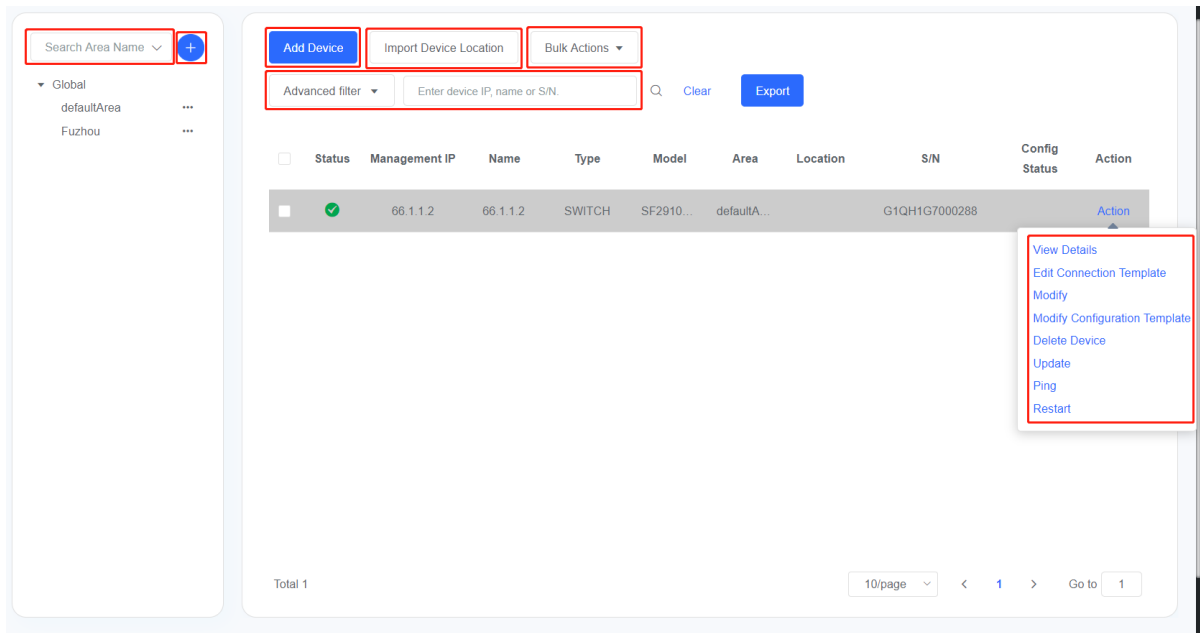 Search Area Name
+
Global
defaultArea
Fuzhou
Add Device
Import Device Location
Bulk Actions
Advanced filter
Enter device IP, name or S/N.
Clear
Export
Status Management IP Name Type Model Area Location S/N Config Status Action
66.1.1.2 66.1.1.2 SWITCH SF2910... defaultA... G1QH1G7000288 Action
View Details
Edit Connection Template
Modify
Modify Configuration Template
Delete Device
Update
Ping
Restart
Total 1
10/page
1
Go to 1